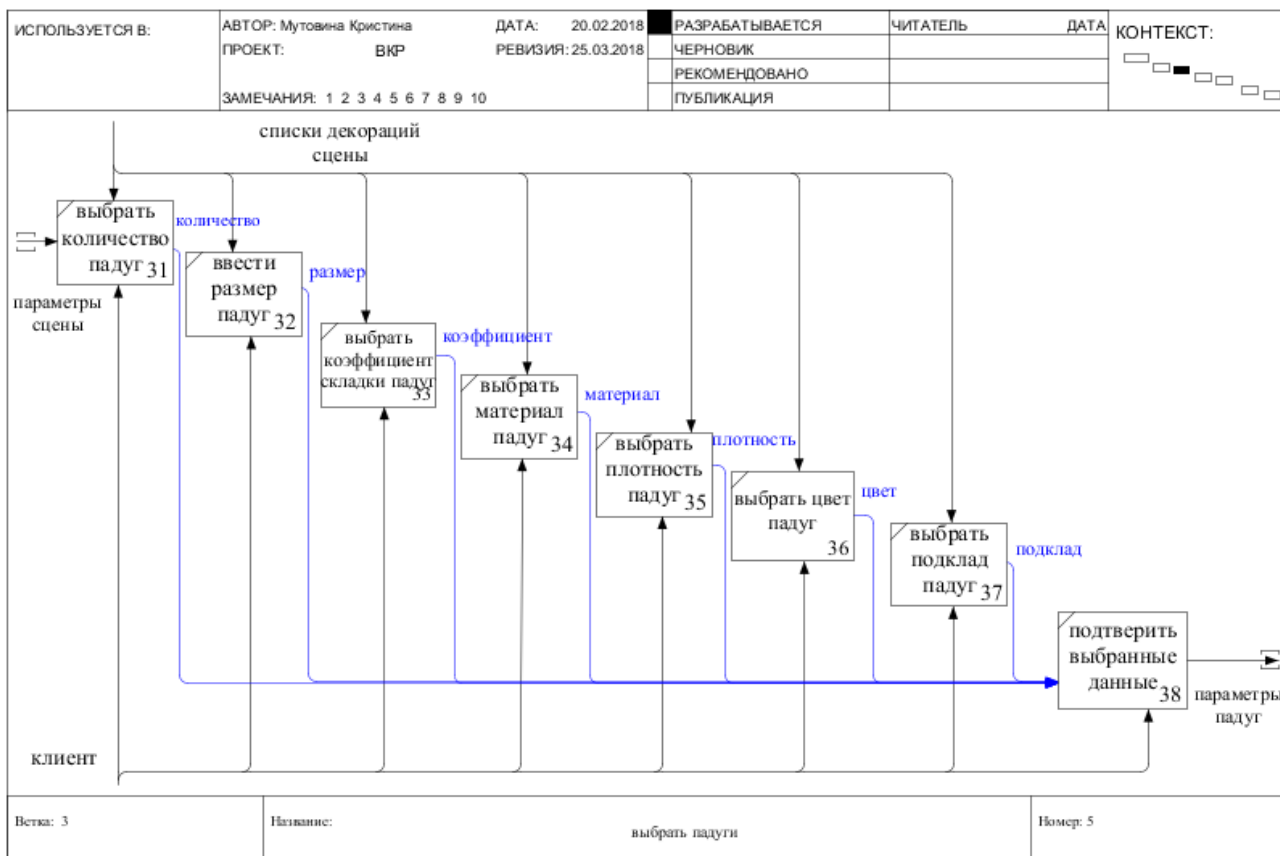 ИСПОЛЬЗУЕТСЯ В:
АВТОР: Мутовина Кристина
ДАТА: 20.02.2018
ПРОЕКТ: ВКР
РЕВИЗИЯ: 25.03.2018
ЗАМЕЧАНИЯ: 1 2 3 4 5 6 7 8 9 10
РАЗРАБАТЫВАЕТСЯ
ЧЕРНОВИК
РЕКОМЕНДОВАНО
ПУБЛИКАЦИЯ
ЧИТАТЕЛЬ
ДАТА
КОНТЕКСТ:
списки декораций
сцены
выбрать
количество
падуг 31
количество
параметры
сцены
ввести
размер
падуг 32
размер
выбрать
коэффициент
складки падуг
33
коэффициент
выбрать
материал
падуг 34
материал
выбрать
плотность
падуг 35
плотность
выбрать цвет
падуг
36
цвет
выбрать
подклад
падуг 37
подклад
подтверить
выбранные
данные 38
параметры
падуг
клиент
Ветка: 3
Название:
выбрать падуги
Номер: 5